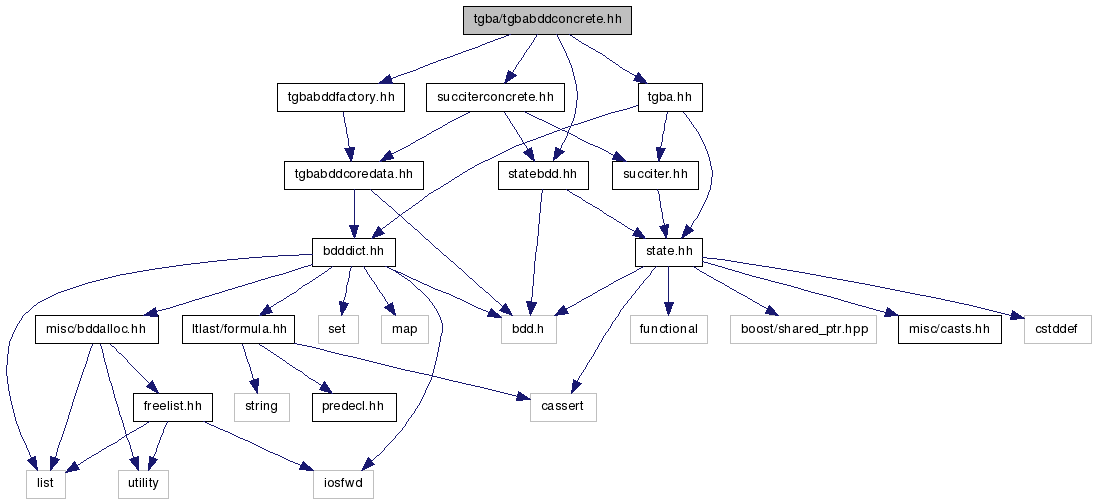 tgba/tgbabddconcrete.hh
tgbabddfactory.hh
succiterconcrete.hh
tgba.hh
tgbabddcoredata.hh
statebdd.hh
succiter.hh
bdddict.hh
state.hh
misc/bddalloc.hh
ltlast/formula.hh
set
map
bdd.h
functional
boost/shared_ptr.hpp
misc/casts.hh
cstddef
freelist.hh
string
predecl.hh
cassert
list
utility
iosfwd